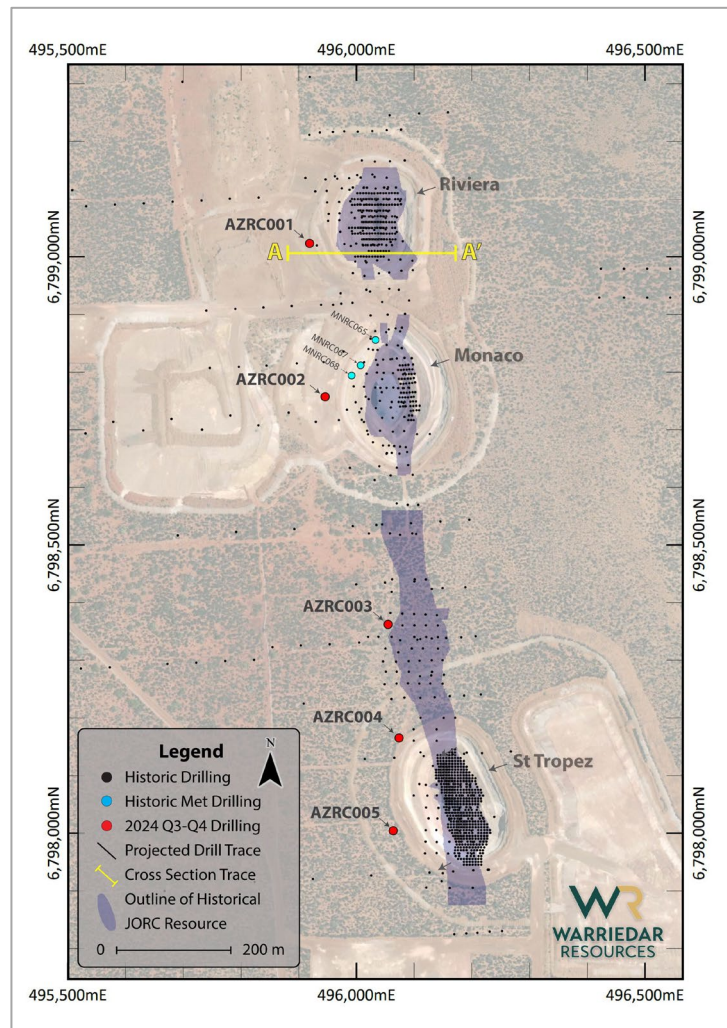 495,500mE
496,000mE
496,500mE
Riviera
AZRC001
A
A'
6,799,000mN
6,799,000mN
MNRC065
MNRC067
MNRC068
Monaco
AZRC002
6,798,500mN
6,798,500mN
AZRC003
AZRC004
St Tropez
AZRC005
6,798,000mN
6,798,000mN
Legend
N
Historic Drilling
Historic Met Drilling
2024 Q3-Q4 Drilling
Projected Drill Trace
Cross Section Trace
Outline of Historical
JORC Resource
0 200 m
WR
WARRIEDAR
RESOURCES
495,500mE
496,000mE
496,500mE